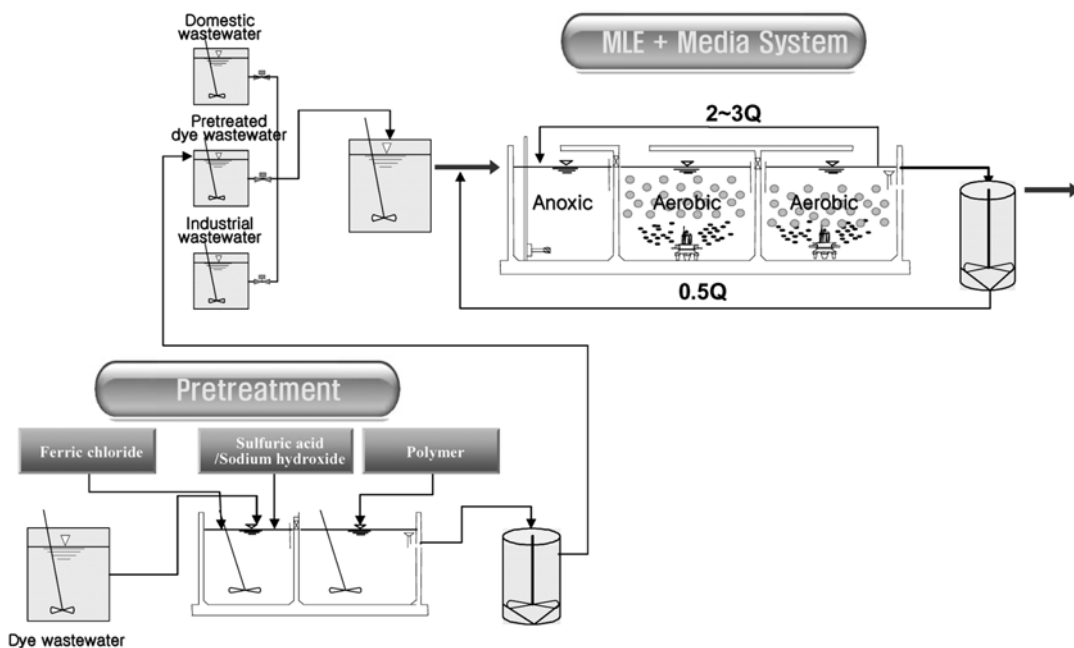 Domestic
wastewater
MLE + Media System
Pretreated
dye wastewater
2~3Q
Anoxic
Aerobic
Aerobic
Industrial
wastewater
0.5Q
Pretreatment
Ferric chloride
Sulfuric acid
/Sodium hydroxide
Polymer
Dye wastewater